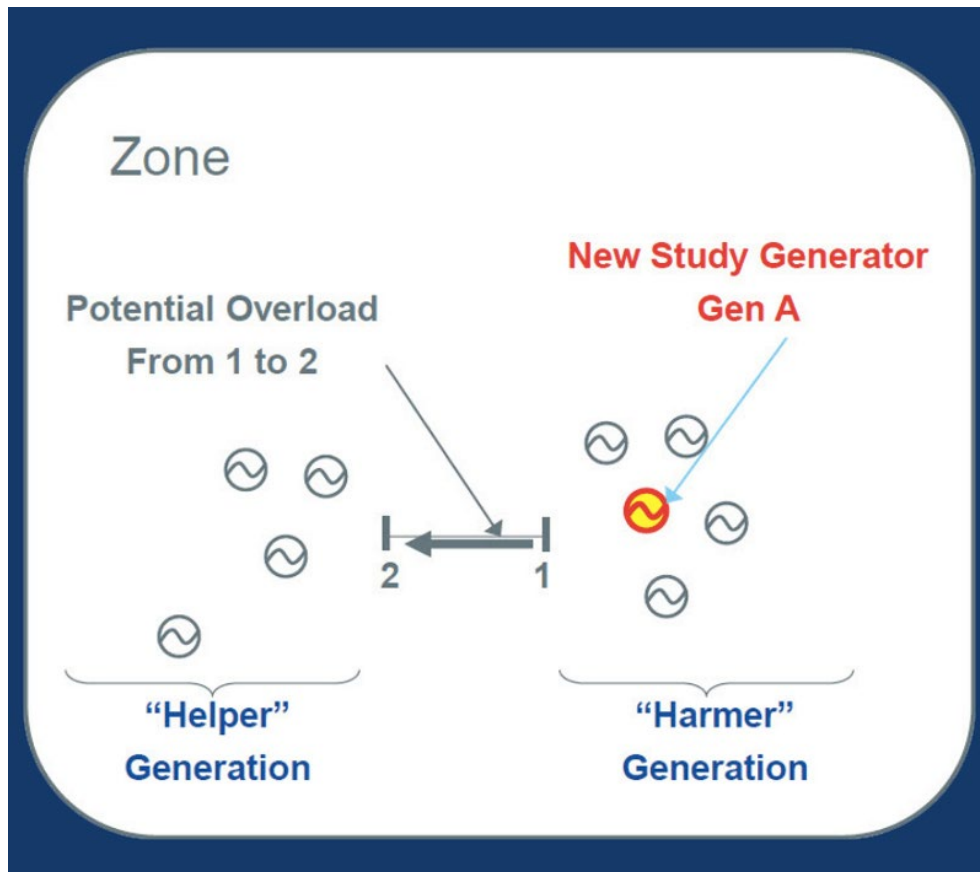 Zone
New Study Generator
Gen A
Potential Overload
From 1 to 2
2
1
“Helper”
Generation
“Harmer”
Generation